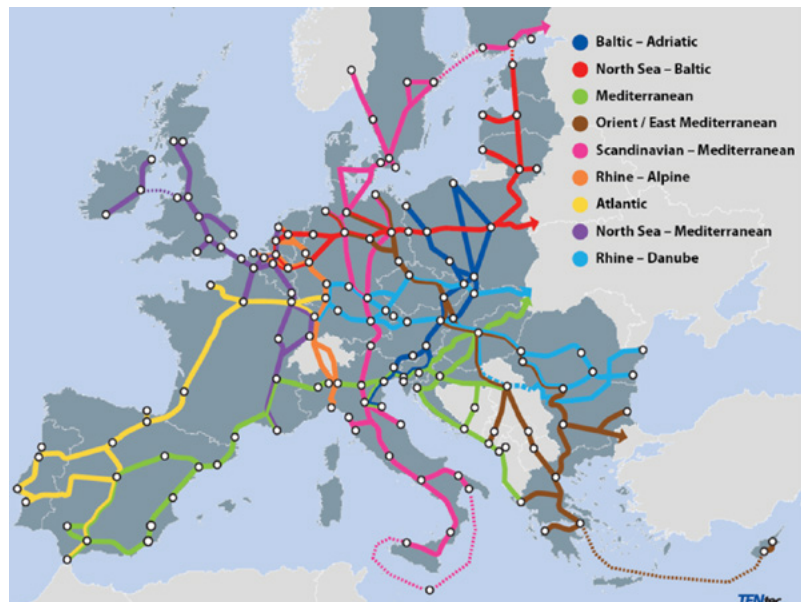 Baltic – Adriatic
North Sea – Baltic
Mediterranean
Orient / East Mediterranean
Scandinavian – Mediterranean
Rhine – Alpine
Atlantic
North Sea – Mediterranean
Rhine – Danube
TENtec